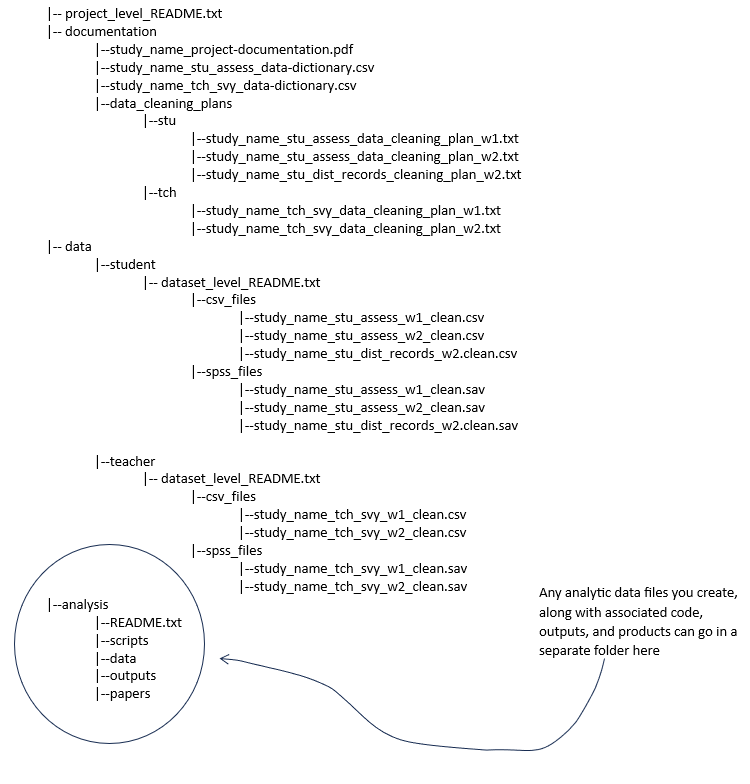 |-- project_level_README.txt
|-- documentation
|--study_name_project-documentation.pdf
|--study_name_stu_assess_data-dictionary.csv
|--study_name_tch_svy_data-dictionary.csv
|--data_cleaning_plans
|--stu
|--study_name_stu_assess_data_cleaning_plan_w1.txt
|--study_name_stu_assess_data_cleaning_plan_w2.txt
|--study_name_stu_dist_records_cleaning_plan_w2.txt
|--tch
|--study_name_tch_svy_data_cleaning_plan_w1.txt
|--study_name_tch_svy_data_cleaning_plan_w2.txt
|-- data
|--student
|-- dataset_level_README.txt
|--csv_files
|--study_name_stu_assess_w1_clean.csv
|--study_name_stu_assess_w2_clean.csv
|--study_name_stu_dist_records_w2.clean.csv
|--spss_files
|--study_name_stu_assess_w1_clean.sav
|--study_name_stu_assess_w2_clean.sav
|--study_name_stu_dist_records_w2.clean.sav
|--teacher
|-- dataset_level_README.txt
|--csv_files
|--study_name_tch_svy_w1_clean.csv
|--study_name_tch_svy_w2_clean.csv
|--spss_files
|--study_name_tch_svy_w1_clean.sav
|--study_name_tch_svy_w2_clean.sav
|--analysis
|--README.txt
|--scripts
|--data
|--outputs
|--papers
Any analytic data files you create,
along with associated code,
outputs, and products can go in a
separate folder here